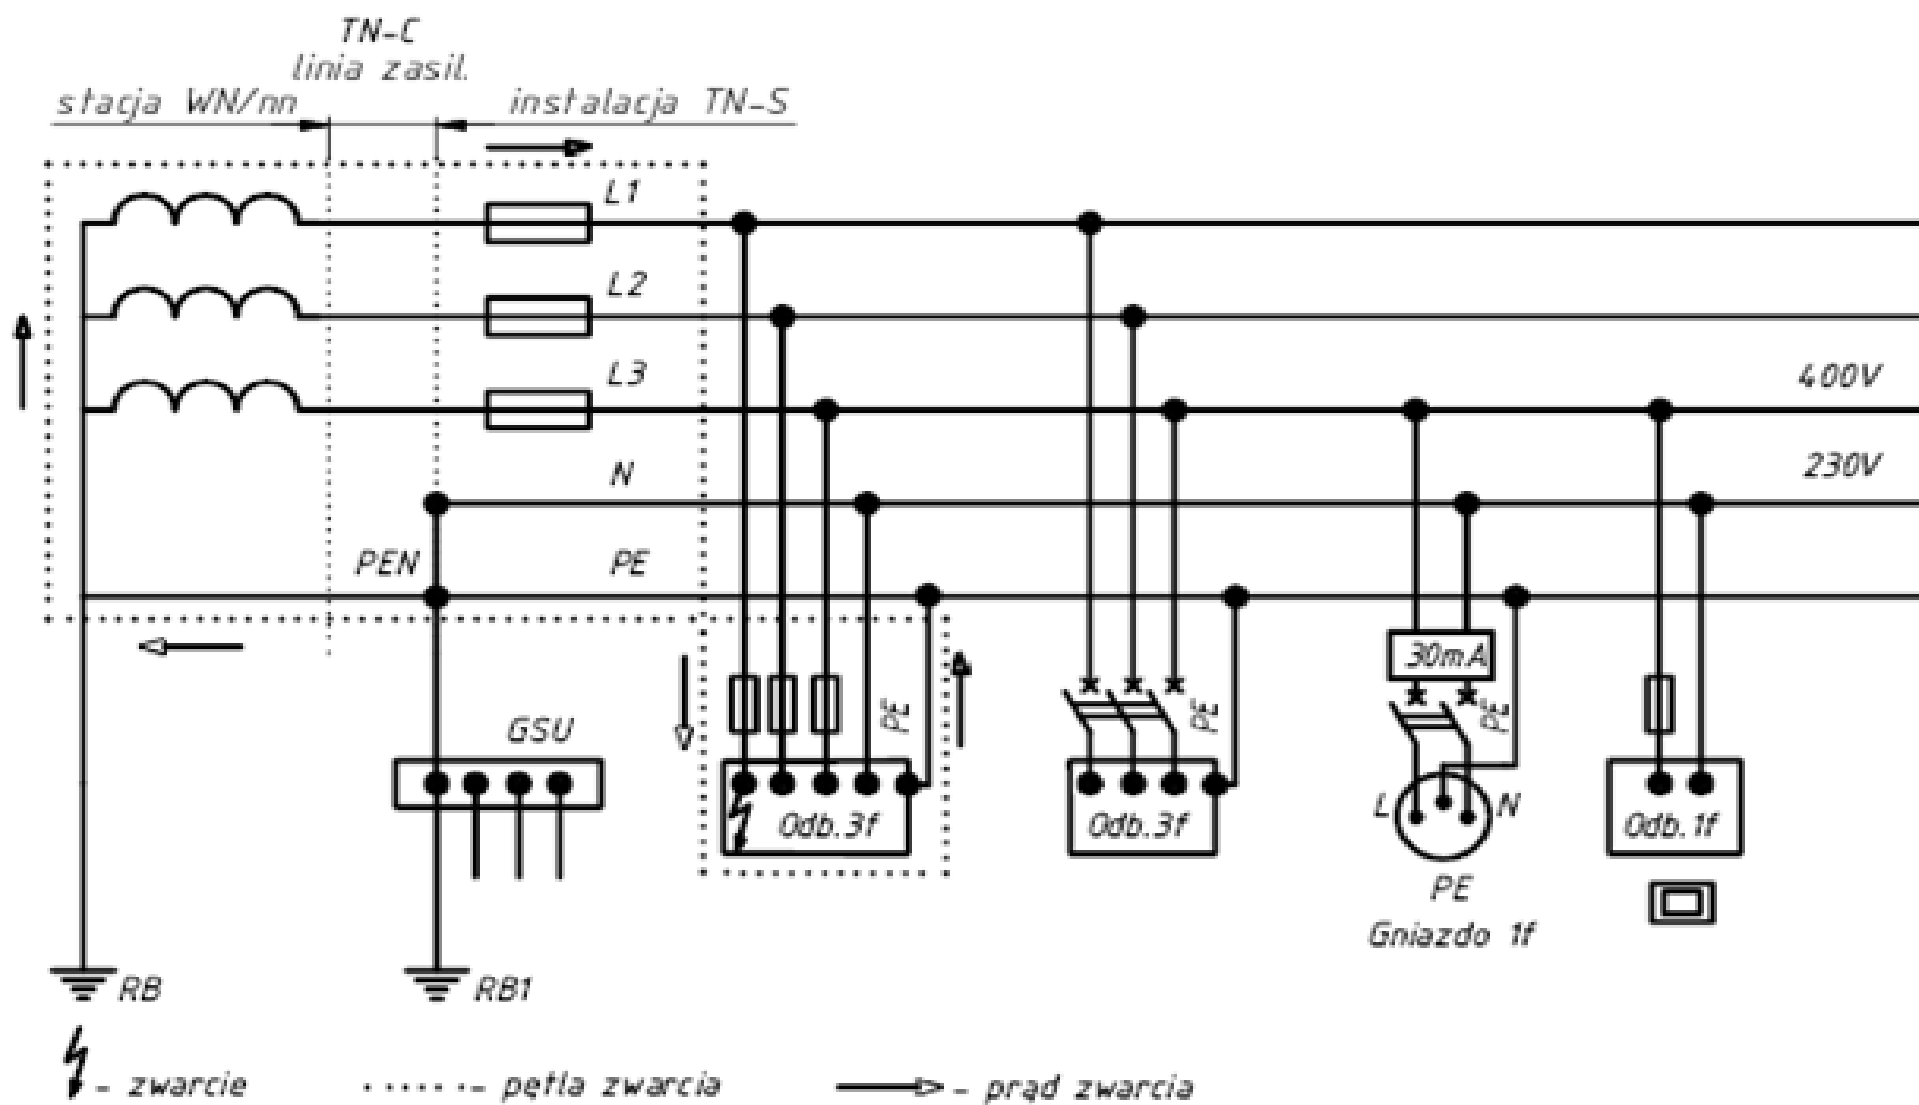 TN-C
linia zasil.
stacja WN/nn
instalacja TN-S
L1
L2
L3
400V
N
230V
PEN
PE
30mA
PE
PE
PE
GSU
Odb.3f
Odb.3f
L
N
Odb.1f
PE
Gniazdo 1f
RB
RB1
- zwarcie
- pętla zwarcia
- prąd zwarcia